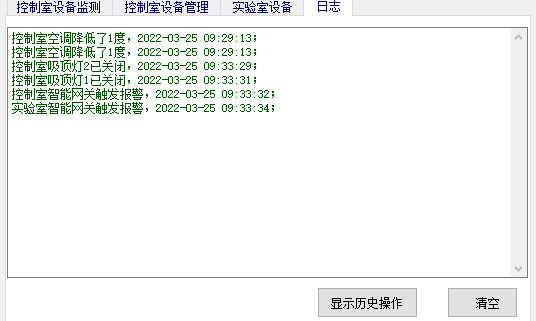 控制室设备监测 控制室设备管理 实验室设备 日志
控制室空调降低了1度，2022-03-25 09:29:13；
控制室空调降低了1度，2022-03-25 09:29:13；
控制室吸顶灯2已关闭，2022-03-25 09:33:29；
控制室吸顶灯1已关闭，2022-03-25 09:33:31；
控制室智能网关触发报警，2022-03-25 09:33:32；
实验室智能网关触发报警，2022-03-25 09:33:34；
显示历史操作 清空